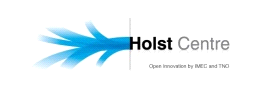 Holst Centre
Open Innovation by IMEC and TNO